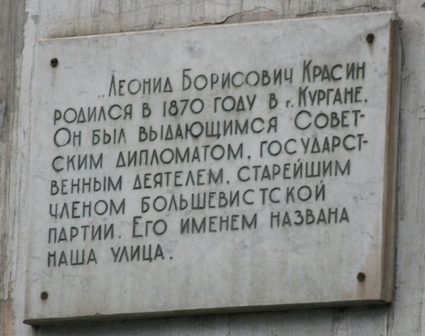 „Леонид Борисович Красин
родился в 1870 году в г. Кургане.
Он был выдающимся Совет-
ским дипломатом, государст-
венным деятелем, старейшим
членом большевистской
партии. Его именем названа
наша улица.